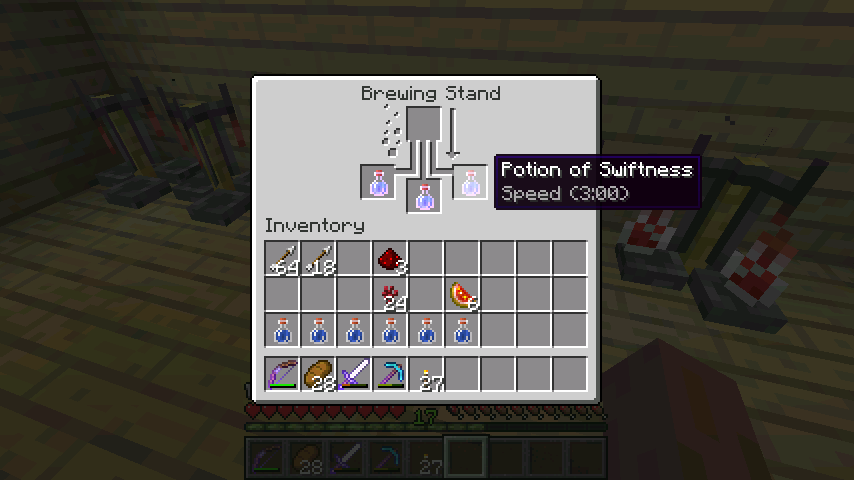 Brewing Stand
Potion of Swiftness
Speed (3:00)
Inventory
64 18 3
24 6
28 27
17
28 27